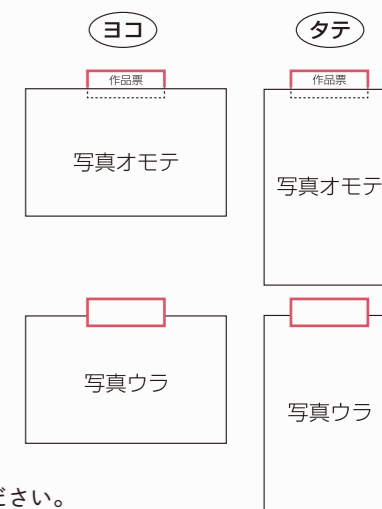 ヨコ
タテ
作品票
作品票
写真オモテ
写真オモテ
写真ウラ
写真ウラ
ださい。